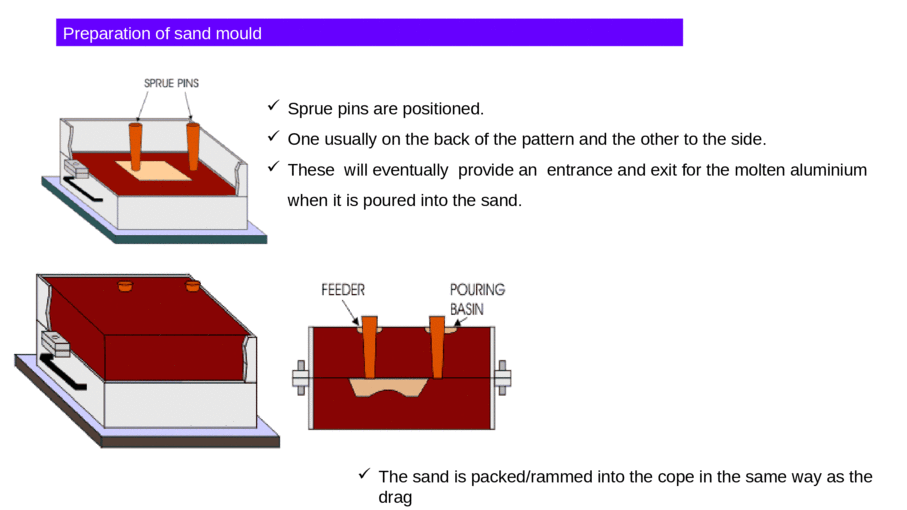 Preparation of sand mould
SPRUE PINS
✓ Sprue pins are positioned.
✓ One usually on the back of the pattern and the other to the side.
✓ These will eventually provide an entrance and exit for the molten aluminium
when it is poured into the sand.
FEEDER
POURING
BASIN
✓ The sand is packed/rammed into the cope in the same way as the
drag